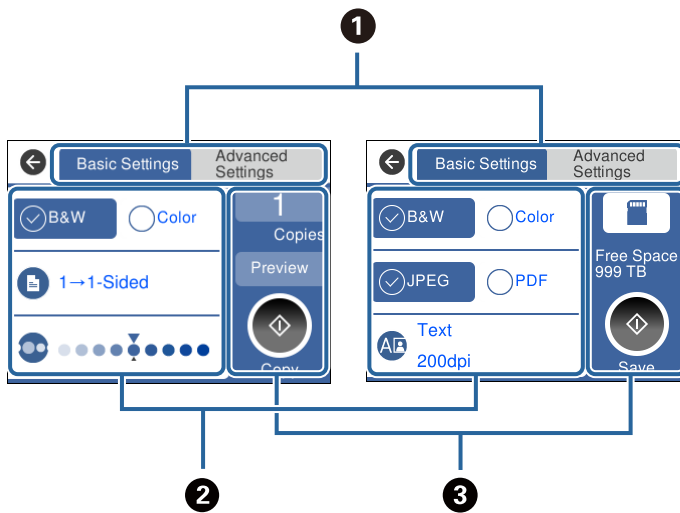 1
Basic Settings
Advanced
Settings
B&W
Color
1
Copies
1→1-Sided
Preview
Copy
Basic Settings
Advanced
Settings
B&W
Color
JPEG
PDF
Free Space
999 TB
A
Text
200dpi
Save
2
3